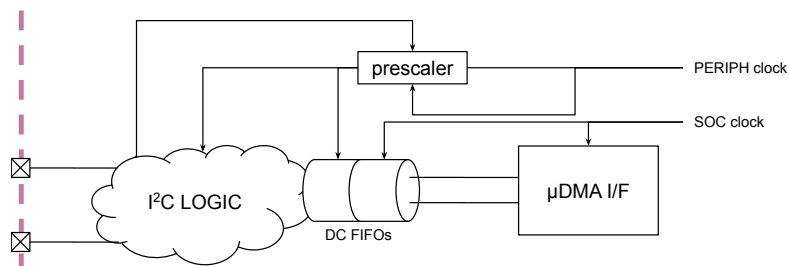 prescaler
PERIPH clock
SOC clock
I²C LOGIC
µDMA I/F
DC FIFOs